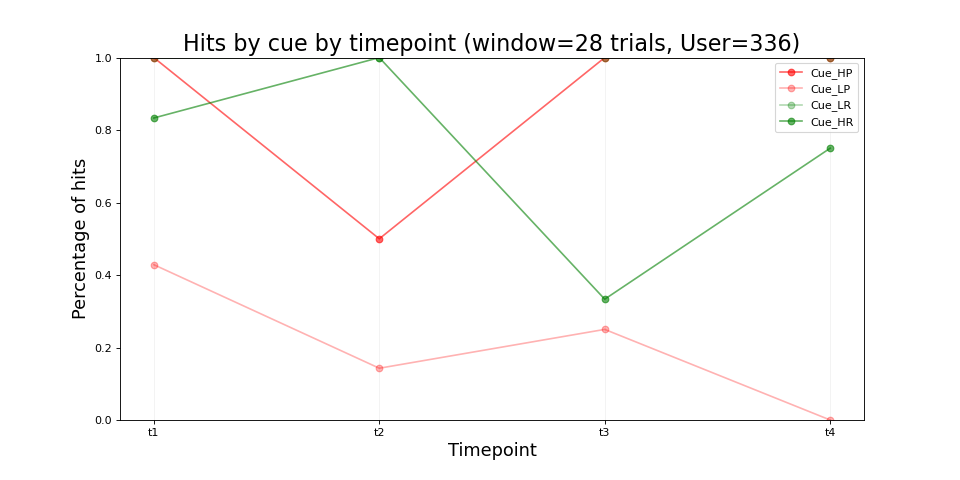 Hits by cue by timepoint (window=28 trials, User=336)
Percentage of hits
1.0
0.8
0.6
0.4
0.2
0.0
Cue_HP
Cue_LP
Cue_LR
Cue_HR
t1 t2 t3 t4
Timepoint